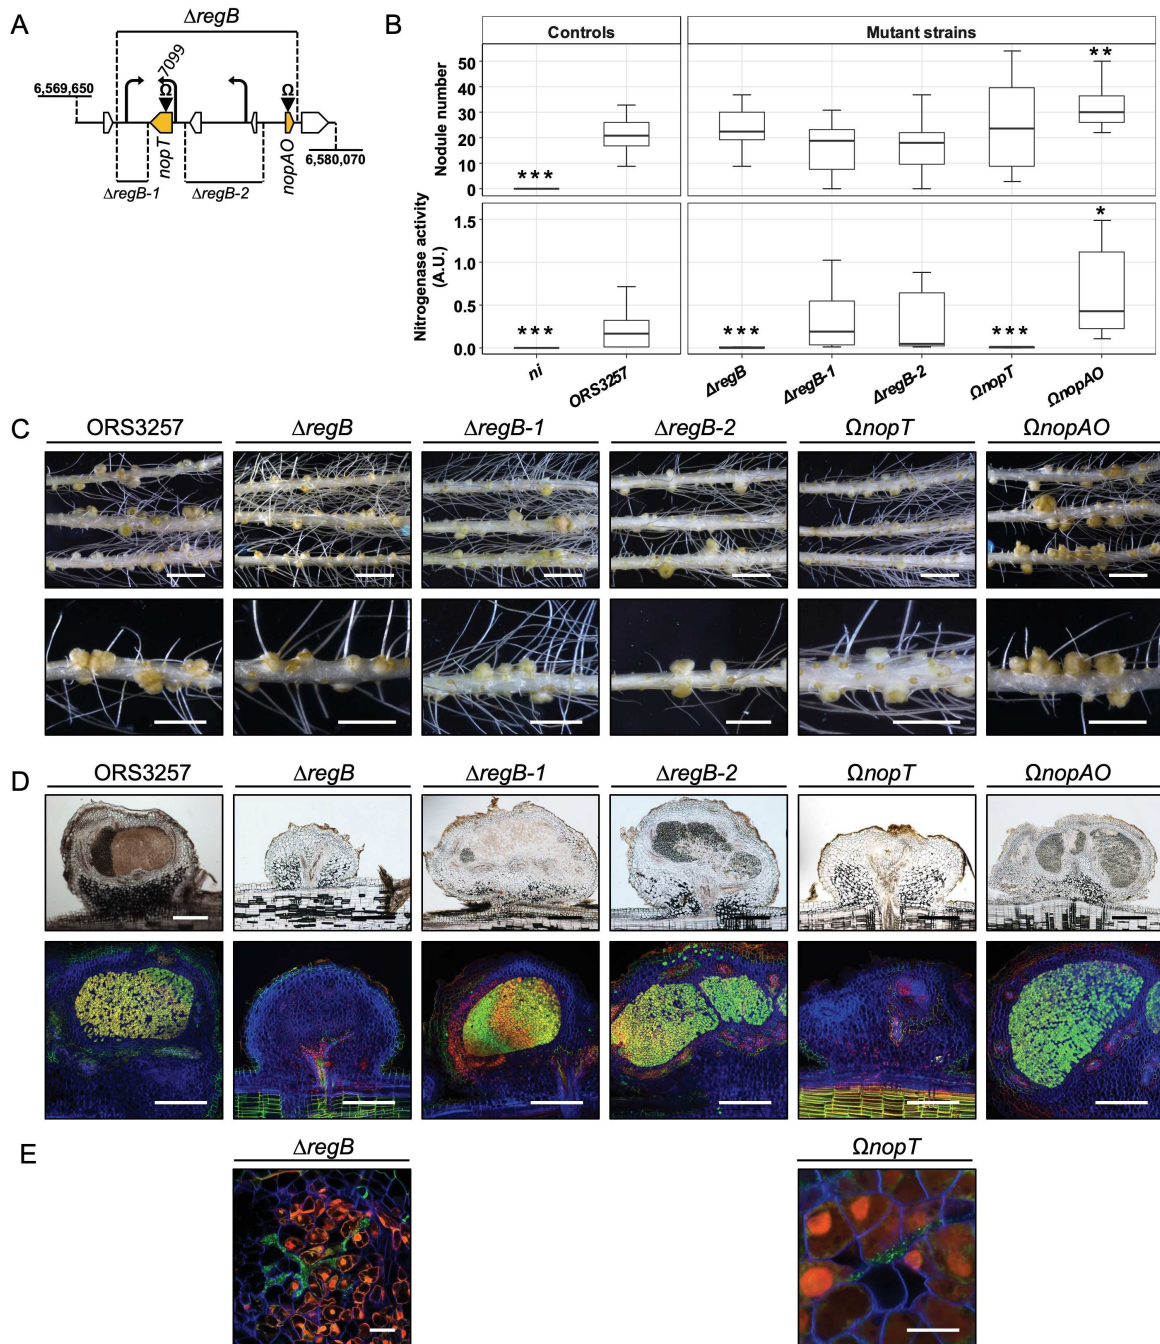 A
ΔregB
7099
6,569,650
Ω
Ω
nopT
nopAO
6,580,070
ΔregB-1
ΔregB-2
B
Controls
Mutant strains
Nodule number
50
40
30
20
10
0
***
**
Nitrogenase activity
(A.U.)
1.5
1.0
0.5
0.0
***
***
***
*
ni
ORS3257
ΔregB
ΔregB-1
ΔregB-2
ΩnopT
ΩnopAO
C
ORS3257
ΔregB
ΔregB-1
ΔregB-2
ΩnopT
ΩnopAO
D
ORS3257
ΔregB
ΔregB-1
ΔregB-2
ΩnopT
ΩnopAO
E
ΔregB
ΩnopT